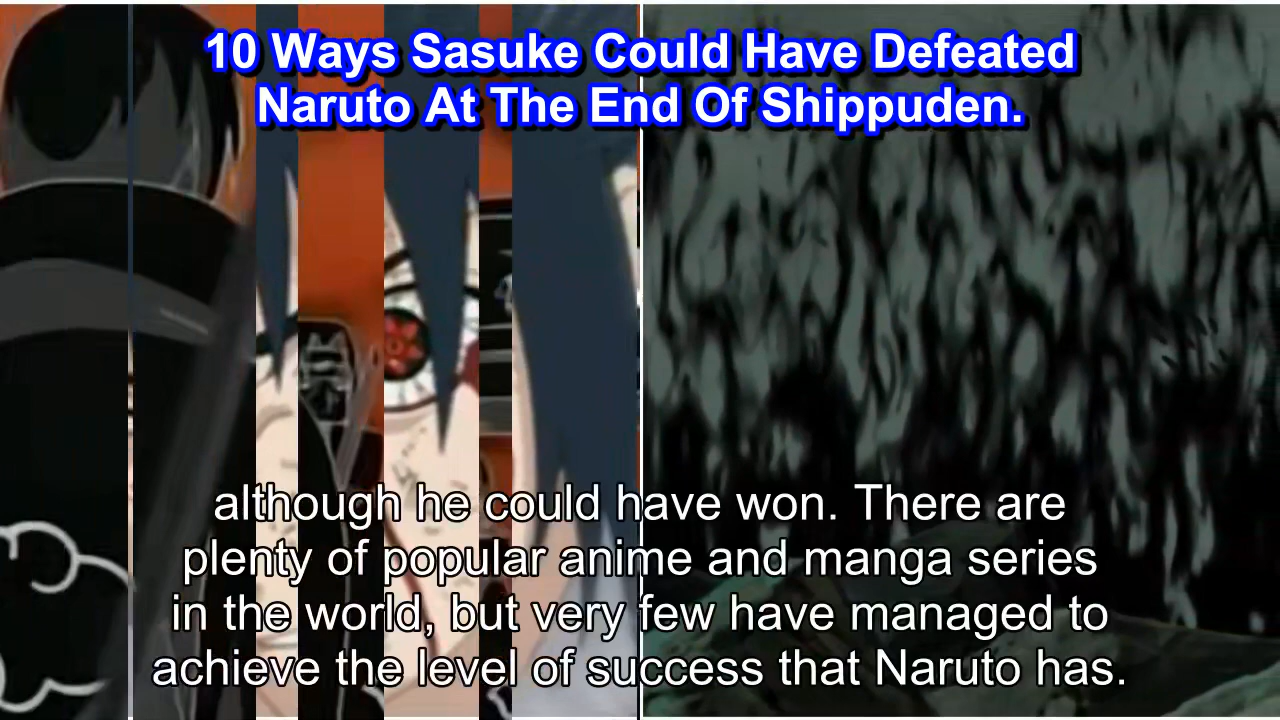 10 Ways Sasuke Could Have Defeated
Naruto At The End Of Shippuden.
although he could have won. There are
plenty of popular anime and manga series
in the world, but very few have managed to
achieve the level of success that Naruto has.